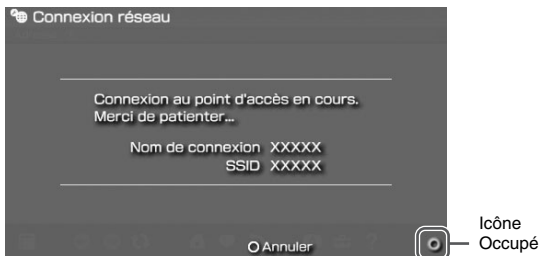 Connexion réseau
Connexion au point d'accès en cours.
Merci de patienter...
Nom de connexion XXXXX
SSID XXXXX
Annuler
Icône
Occupé